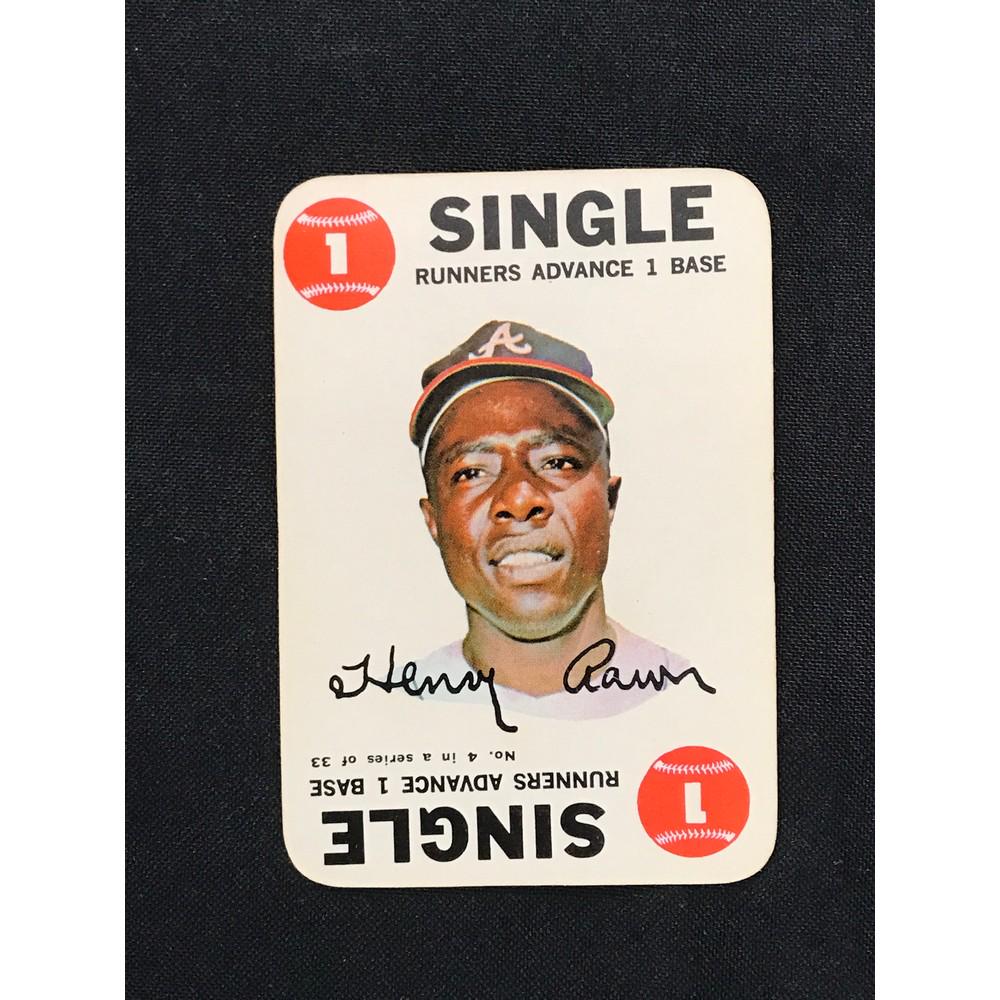 1
SINGLE
RUNNERS ADVANCE 1 BASE
A
Henry Aaron
No. 4 in a series of 33
RUNNERS ADVANCE 1 BASE
SINGLE
1